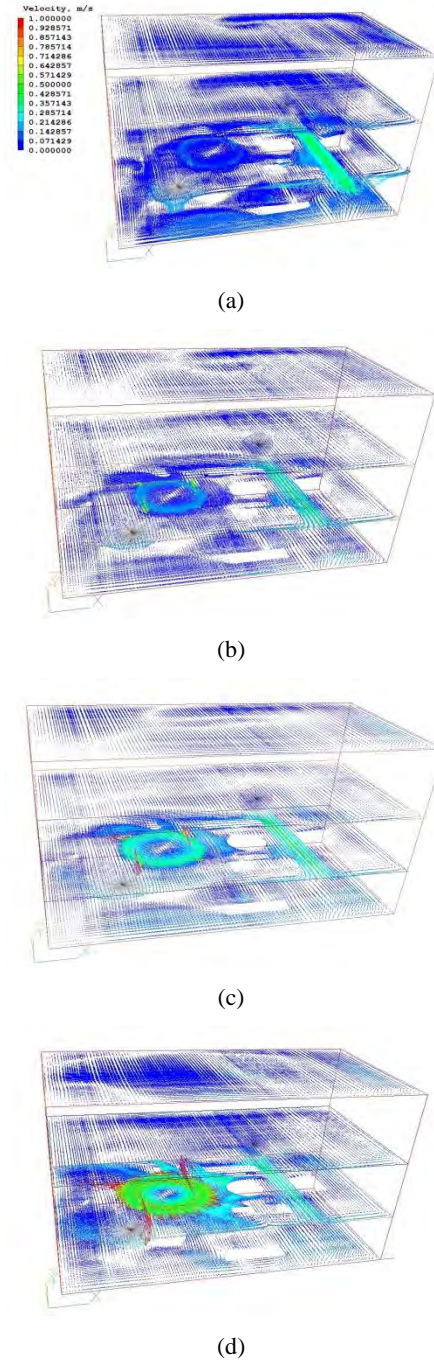 Velocity, m/s
1.000000
0.928571
0.857143
0.785714
0.714286
0.642857
0.571429
0.500000
0.428571
0.357143
0.285714
0.214286
0.142857
0.071429
0.000000
X
(a)
X
(b)
X
(c)
X
(d)